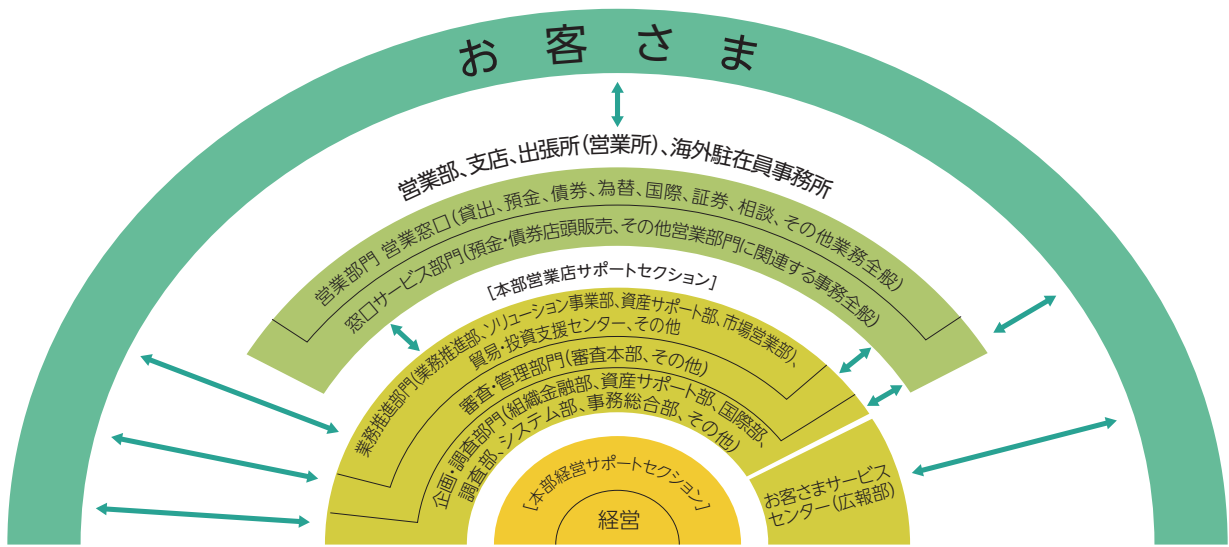 お客さま
営業部、支店、出張所(営業所)、海外駐在員事務所
営業部門 営業窓口(貸出、預金、債券、為替、国際、証券、相談、その他業務全般)
窓口サービス部門(預金・債券店頭販売、その他営業部門に関連する事務全般)
[本部営業店サポートセクション]
業務推進部門(業務推進部、ソリューション事業部、資産サポート部、市場営業部)、
貿易・投資支援センター、その他
審査・管理部門(審査本部、その他)
企画・調査部門(組織金融部、資産サポート部、国際部、
調査部、システム部、事務総合部、その他)
お客さまサービス
センター(広報部)
[本部経営サポートセクション]
経営